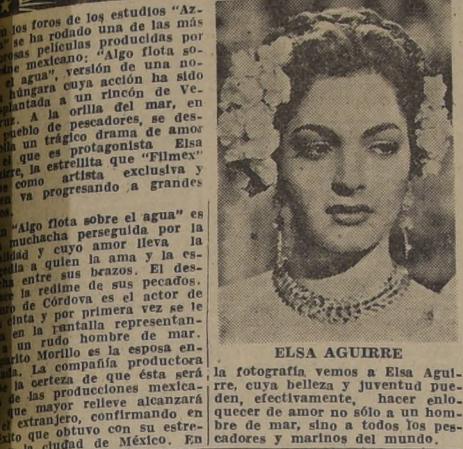 los foros de los estudios "Az-
se ha rodado una de las más
películas producidas por
mexicano: "Algo flota so-
el agua", versión de una no-
húngara cuya acción ha sido
a un rincón de Ve-
A la orilla del mar, en
pueblo de pescadores, se des-
un trágico drama de amor
el que es protagonista Elsa
la estrellita que "Filmex"
como artista exclusiva y
va progresando a grandes
"Algo flota sobre el agua" es
muchacha perseguida por la
y cuyo amor lleva la
a quien la ama y la es-
entre sus brazos. El des-
la redime de sus pecados.
de Córdova es el actor de
cinta y por primera vez se le
en la pantalla representan-
un rudo hombre de mar.
Morillo es la esposa en-
La compañía productora
la certeza de que ésta será
de las producciones mexica-
que mayor relieve alcanzará
extranjero, confirmando en
que obtuvo con su estre-
ciudad de México. En
ELSA AGUIRRE
la fotografía vemos a Elsa Agui-
rre, cuya belleza y juventud pue-
den, efectivamente, hacer enlo-
quecer de amor no sólo a un hom-
bre de mar, sino a todos los pes-
cadores y marinos del mundo.